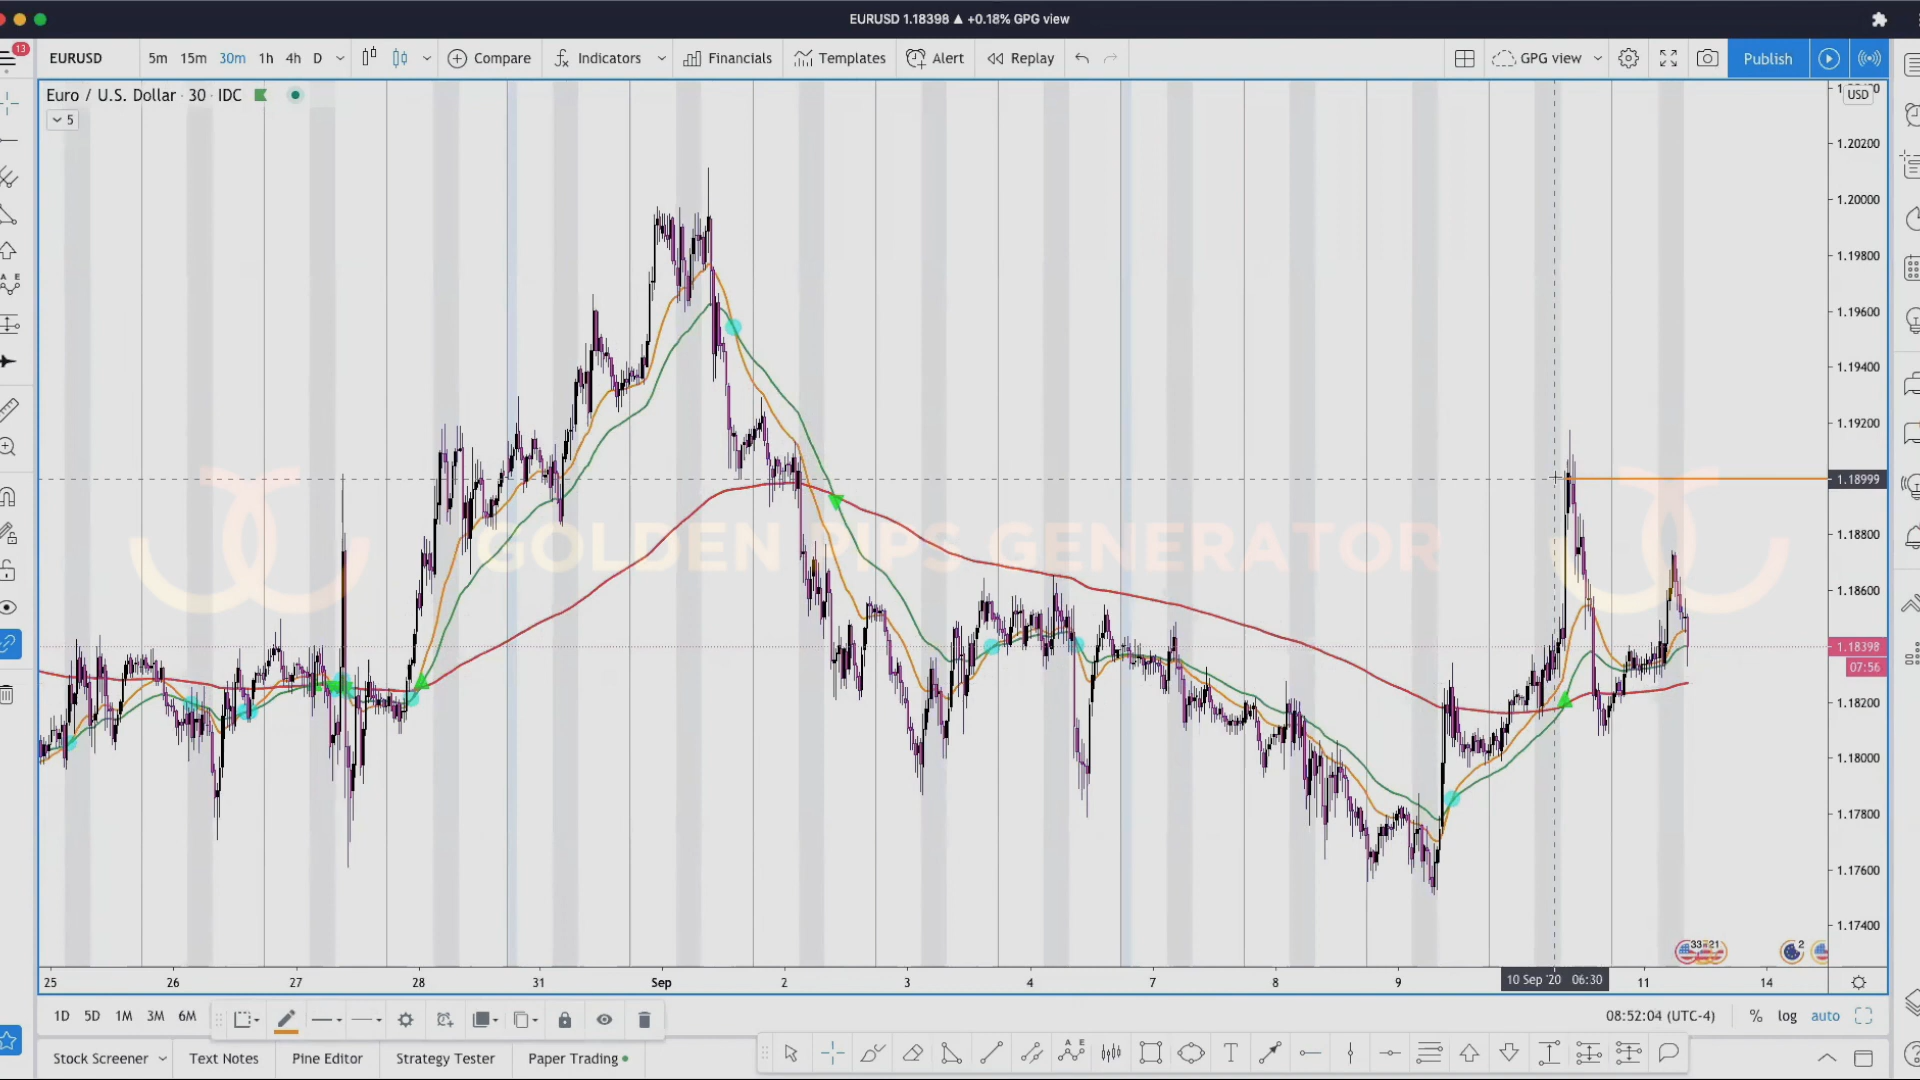 EURUSD 1.18398 ▲ +0.18% GPG view
13
EURUSD 5m 15m 30m 1h 4h D Compare Indicators Financials Templates Alert Replay GPG view Publish
Euro / U.S. Dollar · 30 · IDC
USD
5
1.20200
1.20000
1.19800
1.19600
1.19400
1.19200
1.18999
1.18800
1.18600
1.18398
07:56
1.18200
1.18000
1.17800
1.17600
1.17400
GOLDEN PIPS GENERATOR
2
25 26 27 28 31 Sep 2 3 4 7 8 9 10 Sep '20 06:30 11 14
1D 5D 1M 3M 6M 08:52:04 (UTC-4) % log auto
Stock Screener Text Notes Pine Editor Strategy Tester Paper Trading